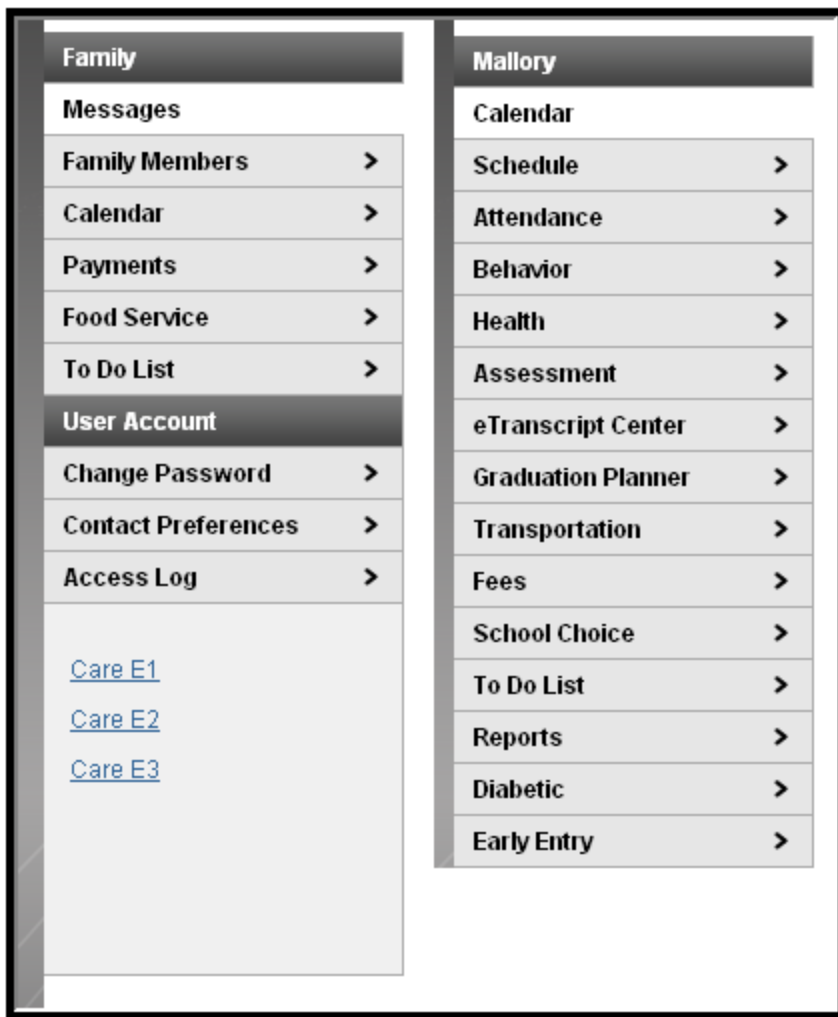 Family
Messages
Family Members
Calendar
Payments
Food Service
To Do List
User Account
Change Password
Contact Preferences
Access Log
Care E1
Care E2
Care E3
Mallory
Calendar
Schedule
Attendance
Behavior
Health
Assessment
eTranscript Center
Graduation Planner
Transportation
Fees
School Choice
To Do List
Reports
Diabetic
Early Entry